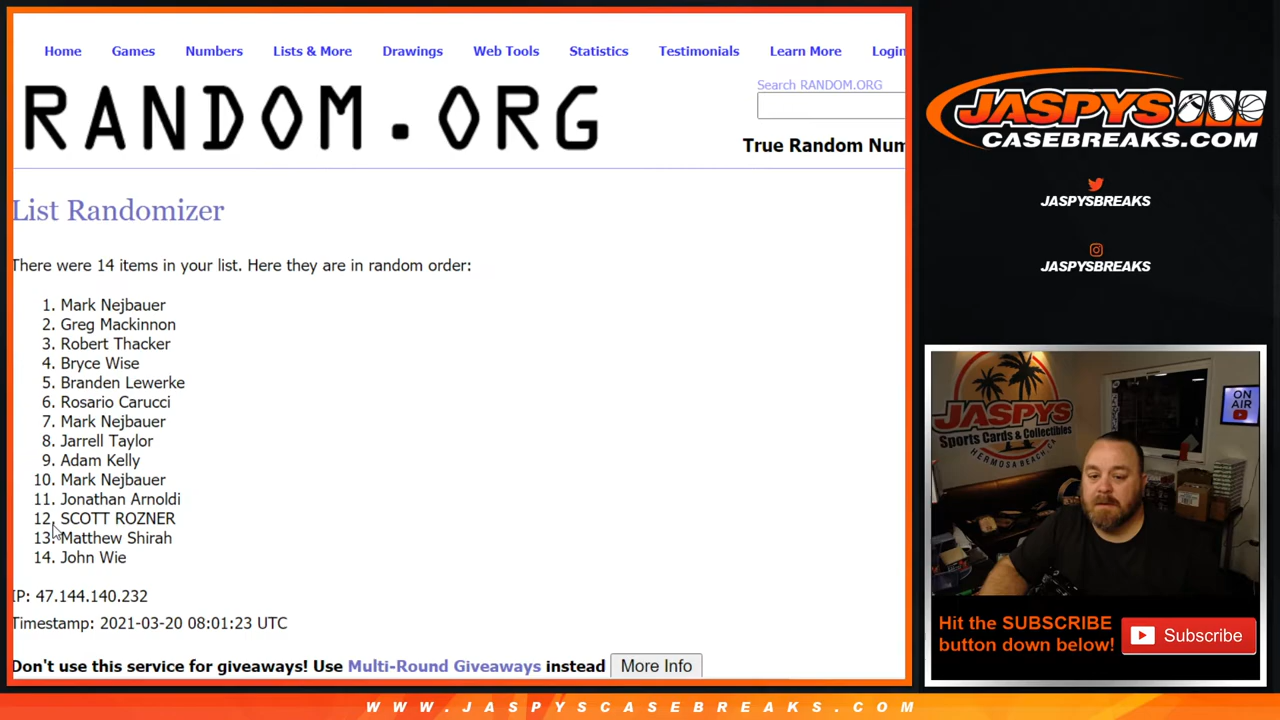 Home Games Numbers Lists & More Drawings Web Tools Statistics Testimonials Learn More Login
RANDOM.ORG
Search RANDOM.ORG
True Random Num
List Randomizer
There were 14 items in your list. Here they are in random order:
1. Mark Nejbauer
2. Greg Mackinnon
3. Robert Thacker
4. Bryce Wise
5. Branden Lewerke
6. Rosario Carucci
7. Mark Nejbauer
8. Jarrell Taylor
9. Adam Kelly
10. Mark Nejbauer
11. Jonathan Arnoldi
12. SCOTT ROZNER
13. Matthew Shirah
14. John Wie
IP: 47.144.140.232
Timestamp: 2021-03-20 08:01:23 UTC
Don't use this service for giveaways! Use Multi-Round Giveaways instead More Info
JASPYS
CASEBREAKS.COM
JASPYSBREAKS
JASPYSBREAKS
JASPYS
Sports Cards & Collectibles
HERMOSA BEACH, CA
ON
AIR
Hit the SUBSCRIBE
button down below!
Subscribe
WWW.JASPYSCASEBREAKS.COM